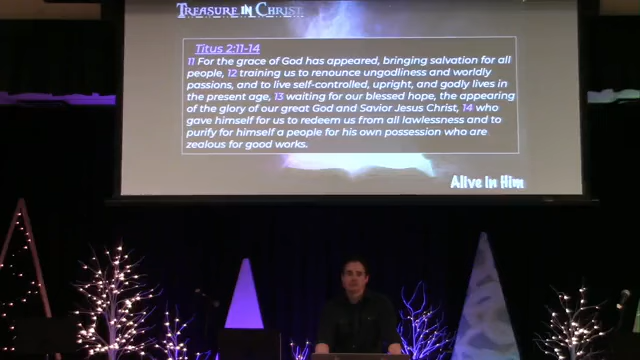 TREASURE IN CHRIST
Titus 2:11-14
11 For the grace of God has appeared, bringing salvation for all
people, 12 training us to renounce ungodliness and worldly
passions, and to live self-controlled, upright, and godly lives in
the present age, 13 waiting for our blessed hope, the appearing
of the glory of our great God and Savior Jesus Christ, 14 who
gave himself for us to redeem us from all lawlessness and to
purify for himself a people for his own possession who are
zealous for good works.
Alive in Him